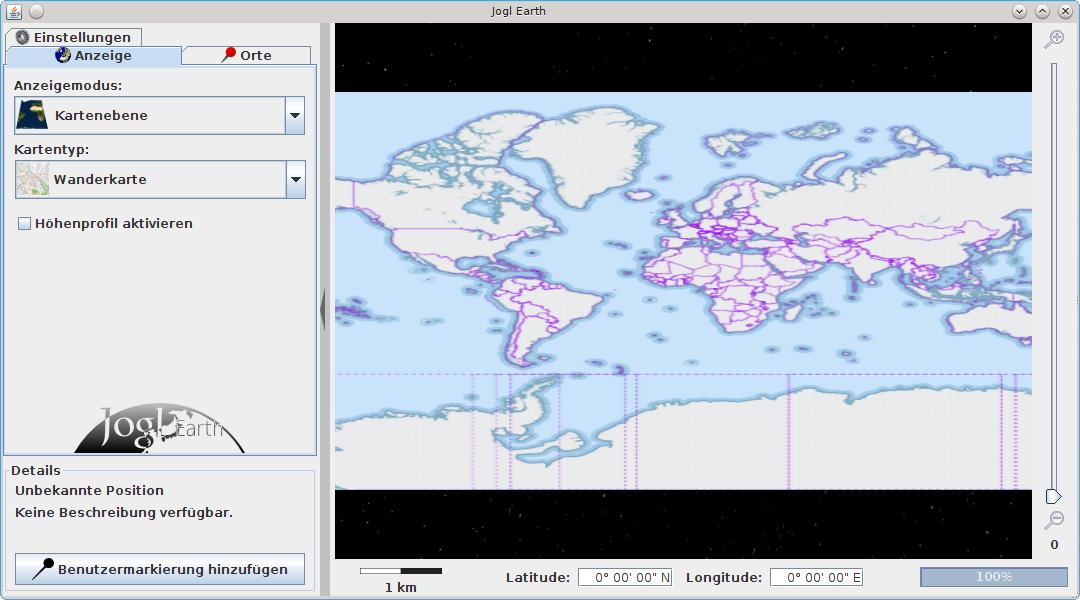 Jogl Earth
Einstellungen
Anzeige
Orte
Anzeigemodus:
Kartenebene
Kartentyp:
Wanderkarte
Höhenprofil aktivieren
Jogl Earth
Details
Unbekannte Position
Keine Beschreibung verfügbar.
Benutzermarkierung hinzufügen
0
1 km
Latitude: 0° 00' 00" N Longitude: 0° 00' 00" E 100%